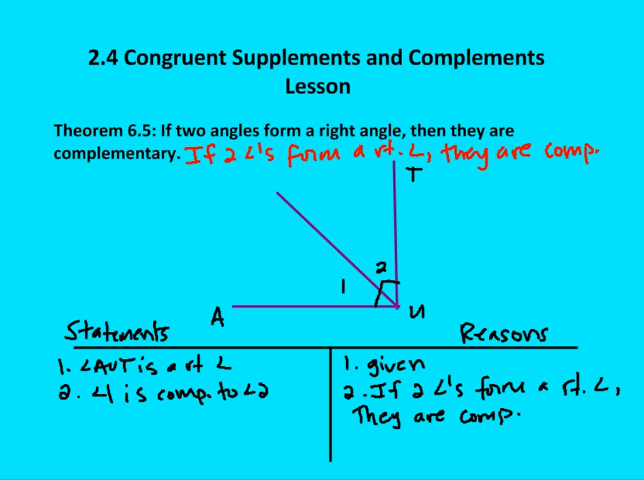 2.4 Congruent Supplements and Complements
Lesson
Theorem 6.5: If two angles form a right angle, then they are
complementary. If 2 ∠'s form a rt. ∠, they are comp.
T
2
1
A
U
Statements Reasons
1. ∠AUT is a rt ∠ 1. given
2. ∠1 is comp. to ∠2 2. If 2 ∠'s form a rt. ∠,
They are comp.